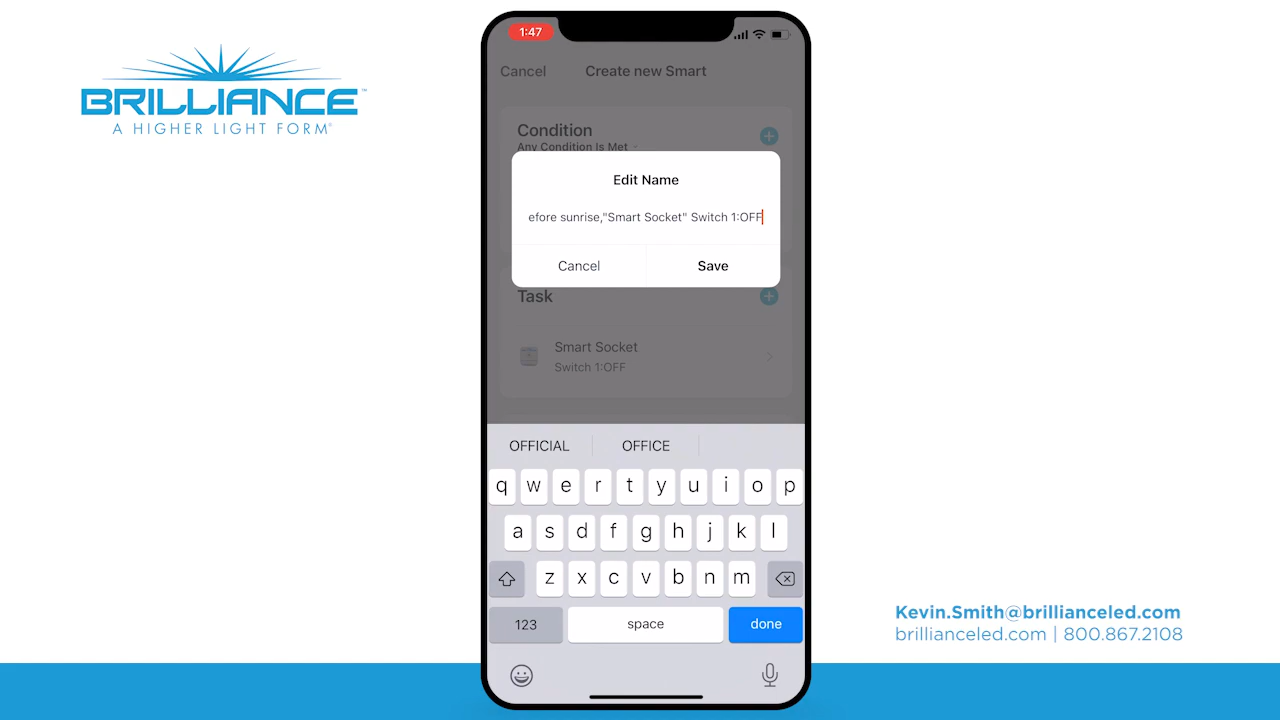 BRILLIANCE™
A HIGHER LIGHT FORM®
1:47
Cancel
Create new Smart
Condition
Any Condition Is Met
Edit Name
efore sunrise,"Smart Socket" Switch 1:OFF
Cancel
Save
Task
Smart Socket
Switch 1:OFF
OFFICIAL
OFFICE
q w e r t y u i o p
a s d f g h j k l
z x c v b n m
123
space
done
Kevin.Smith@brillianceled.com
brillianceled.com | 800.867.2108